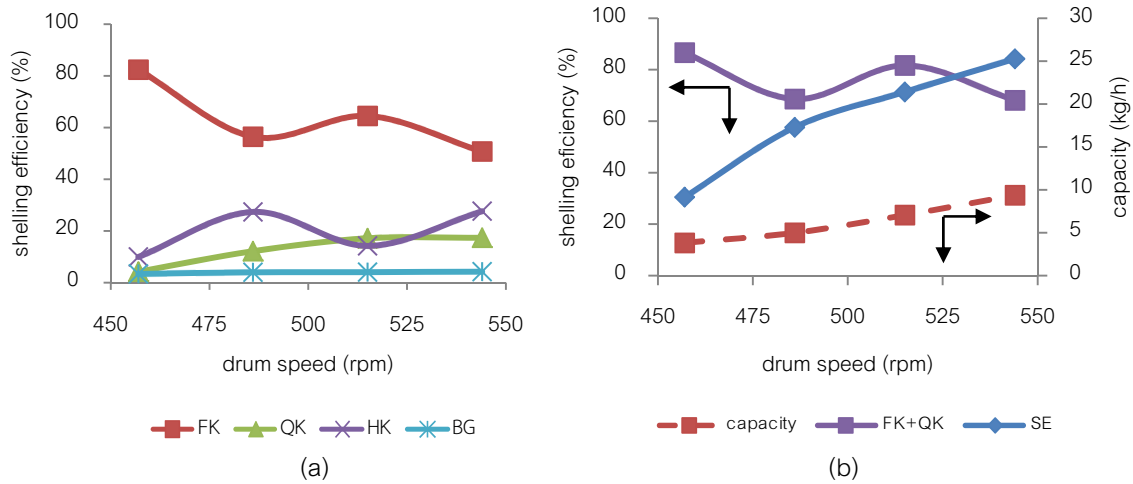 100
80
60
40
20
0
shelling efficiency (%)
450 475 500 525 550
drum speed (rpm)
FK QK HK BG
(a)
100
80
60
40
20
0
shelling eficiency (%)
30
25
20
15
10
5
0
capacity (kg/h)
450 475 500 525 550
drum speed (rpm)
capacity FK+QK SE
(b)